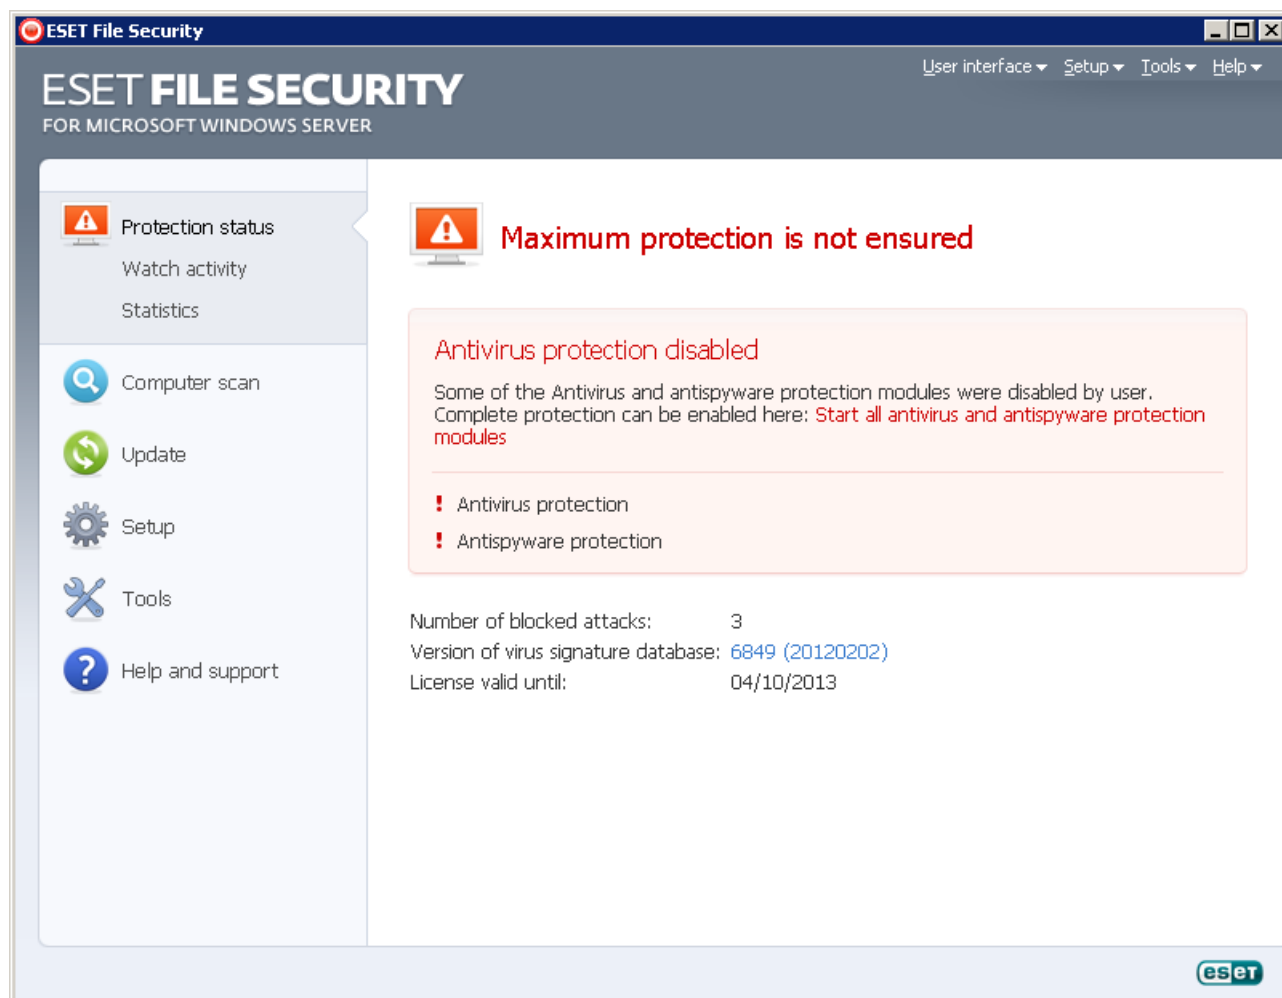 ESET File Security
User interface Setup Tools Help
ESET FILE SECURITY
FOR MICROSOFT WINDOWS SERVER
Protection status
Watch activity
Statistics
Computer scan
Update
Setup
Tools
Help and support
Maximum protection is not ensured
Antivirus protection disabled
Some of the Antivirus and antispyware protection modules were disabled by user.
Complete protection can be enabled here: Start all antivirus and antispyware protection
modules
! Antivirus protection
! Antispyware protection
Number of blocked attacks: 3
Version of virus signature database: 6849 (20120202)
License valid until: 04/10/2013
eset